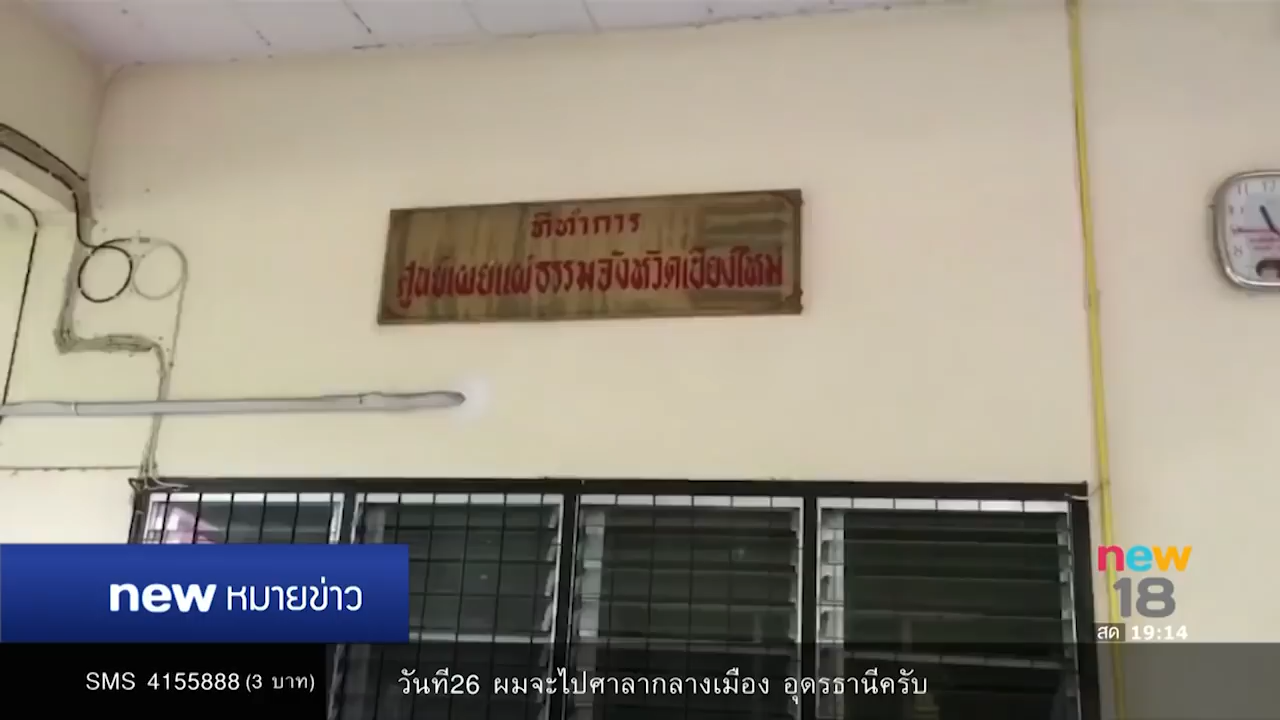 ที่ทำการ
ศูนย์เผยแผ่ธรรมจังหวัดเชียงใหม่
11 12
new หมายข่าว
new
18
สด 19:14
SMS 4155888 (3 บาท)
วันที่26 ผมจะไปศาลากลางเมือง อุดรธานีครับ